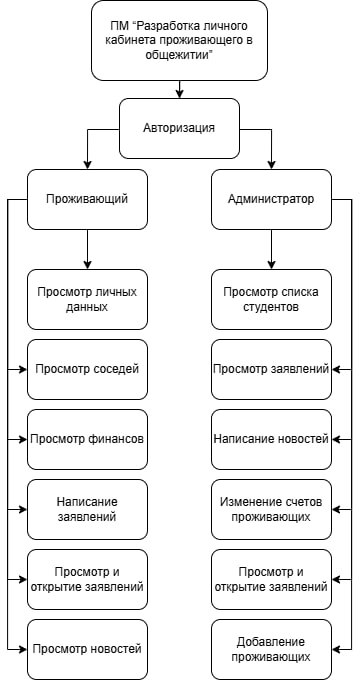 ПМ “Разработка личного
кабинета проживающего в
общежитии”
Авторизация
Проживающий
Администратор
Просмотр личных
данных
Просмотр списка
студентов
Просмотр соседей
Просмотр заявлений
Просмотр финансов
Написание новостей
Написание
заявлений
Изменение счетов
проживающих
Просмотр и
открытие заявлений
Просмотр и
открытие заявлений
Просмотр новостей
Добавление
проживающих